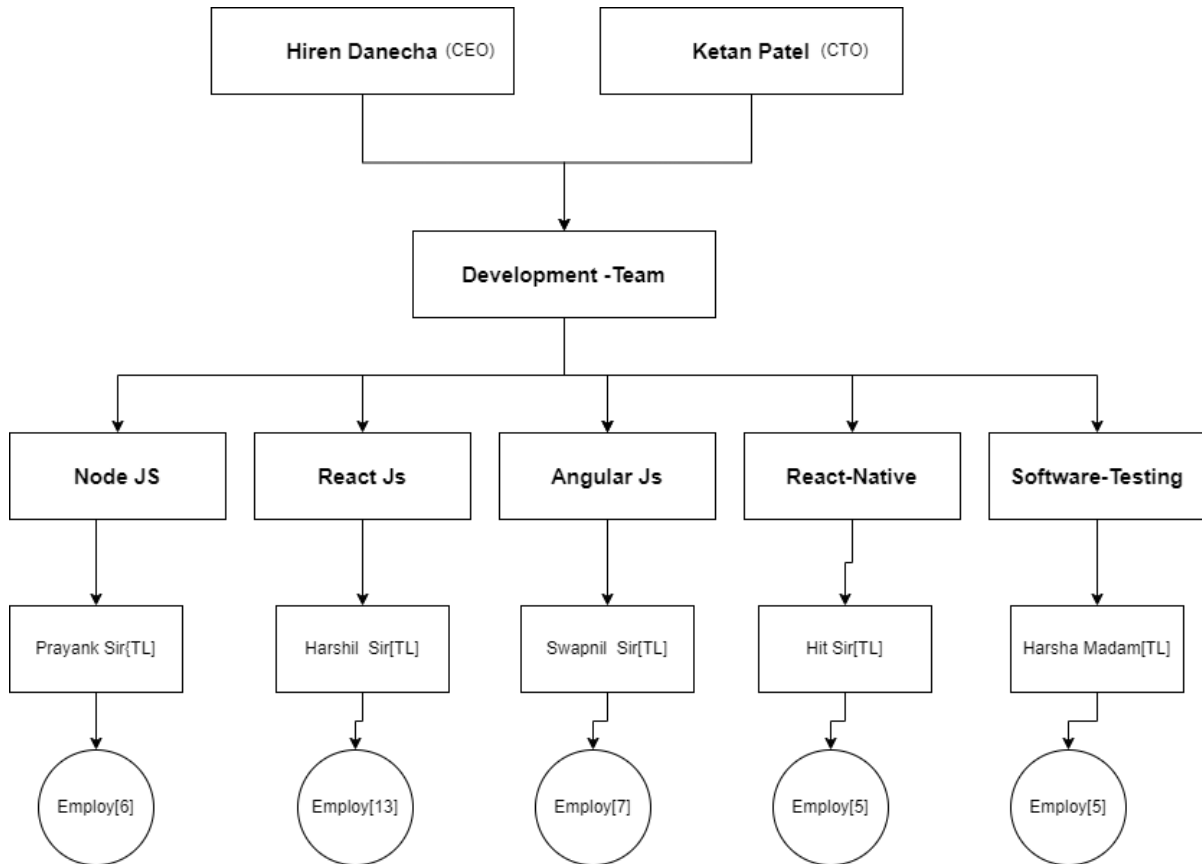 Hiren Danecha (CEO)
Ketan Patel (CTO)
Development -Team
Node JS
React Js
Angular Js
React-Native
Software-Testing
Prayank Sir{TL]
Harshil Sir[TL]
Swapnil Sir[TL]
Hit Sir[TL]
Harsha Madam[TL]
Employ[6]
Employ[13]
Employ[7]
Employ[5]
Employ[5]